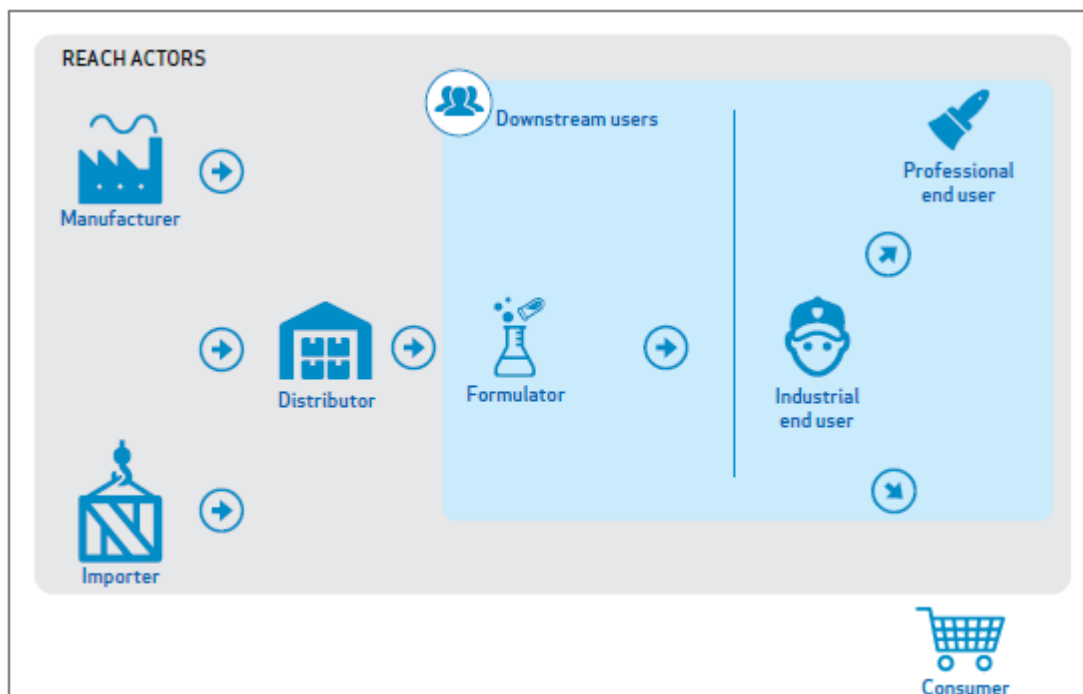 REACH ACTORS
Downstream users
Manufacturer
Professional
end user
Distributor
Formulator
Industrial
end user
Importer
Consumer